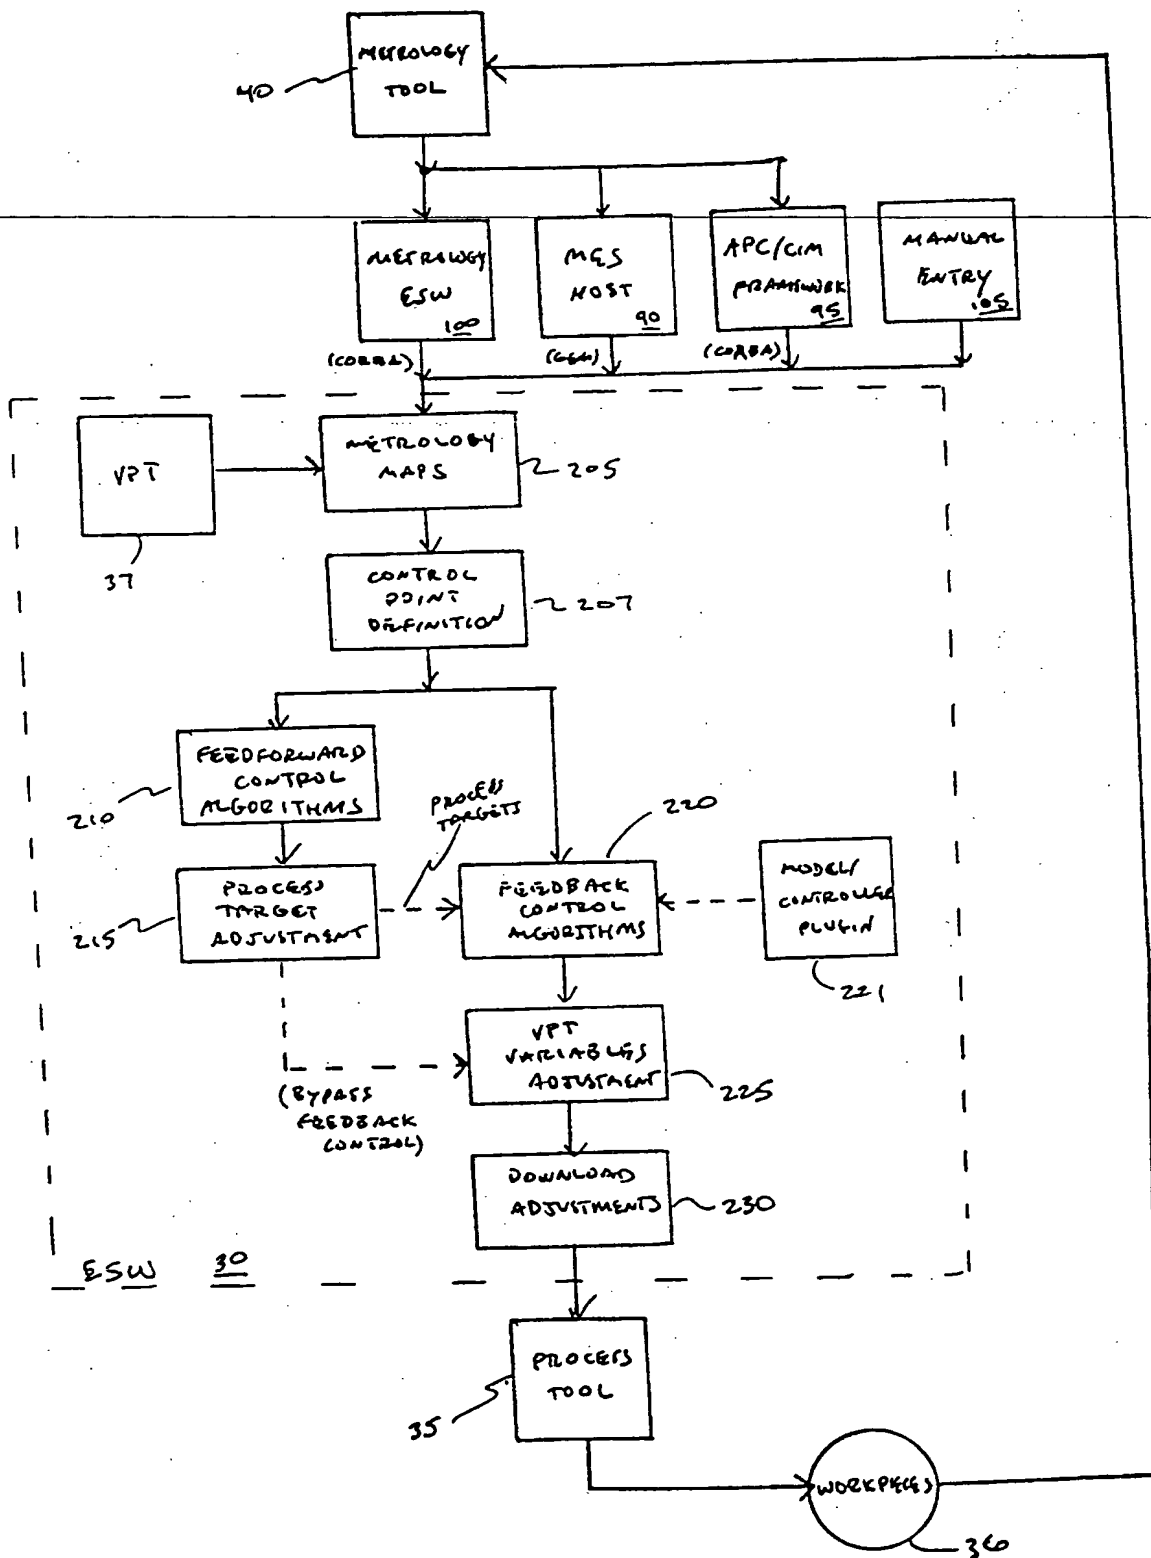 METROLOGY
TOOL
40
METROLOGY
ESW
100
MES
HOST
90
APC/CIM
FRAMEWORK
95
MANUAL
ENTRY
105
(CORBA)
(GEM)
(CORBA)
VPT
37
METROLOGY
MAPS
205
CONTROL
POINT
DEFINITION
207
FEEDFORWARD
CONTROL
ALGORITHMS
210
PROCESS
TARGETS
220
PROCESS
TARGET
ADJUSTMENT
215
FEEDBACK
CONTROL
ALGORITHMS
MODEL/
CONTROLLER
PLUGIN
221
VPT
VARIABLES
ADJUSTMENT
225
(BYPASS
FEEDBACK
CONTROL)
DOWNLOAD
ADJUSTMENTS
230
ESW 30
PROCESS
TOOL
35
WORKPIECES
36